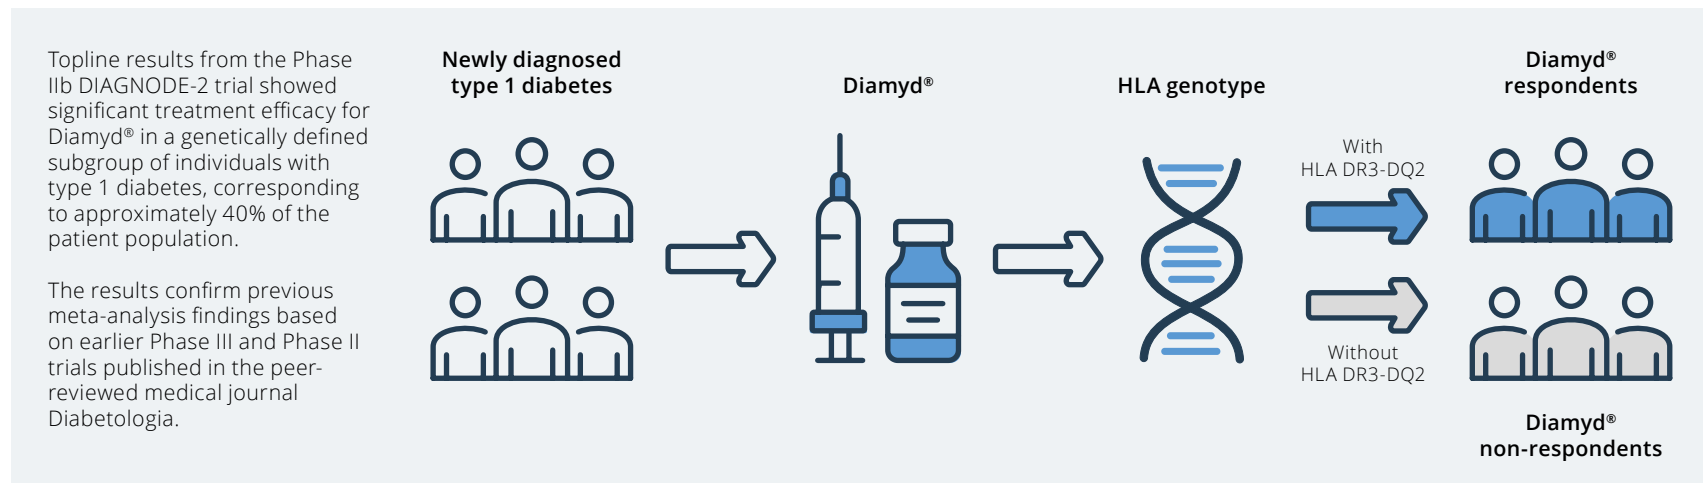 Topline results from the Phase
IIb DIAGNODE-2 trial showed
significant treatment efficacy for
Diamyd® in a genetically defined
subgroup of individuals with
type 1 diabetes, corresponding
to approximately 40% of the
patient population.
The results confirm previous
meta-analysis findings based
on earlier Phase III and Phase II
trials published in the peer-
reviewed medical journal
Diabetologia.
Newly diagnosed
type 1 diabetes
Diamyd®
HLA genotype
With
HLA DR3-DQ2
Without
HLA DR3-DQ2
Diamyd®
respondents
Diamyd®
non-respondents